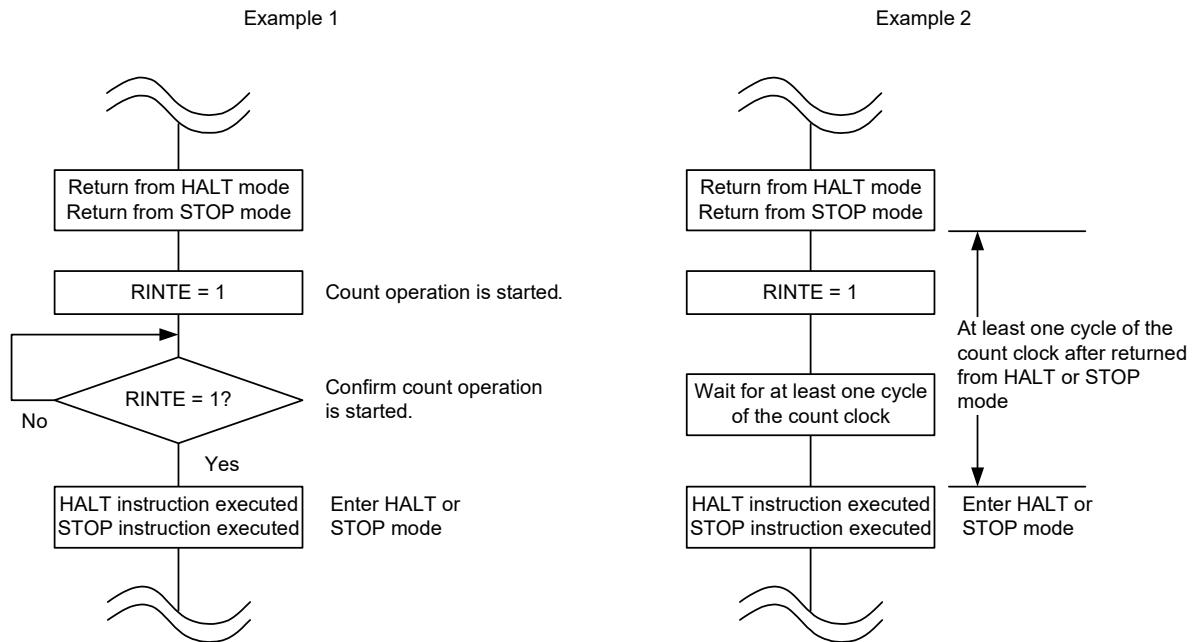 Example 1
Return from HALT mode
Return from STOP mode
RINTE = 1
Count operation is started.
RINTE = 1?
Confirm count operation
is started.
No
Yes
HALT instruction executed
STOP instruction executed
Enter HALT or
STOP mode
Example 2
Return from HALT mode
Return from STOP mode
RINTE = 1
At least one cycle of the
count clock after returned
from HALT or STOP
mode
Wait for at least one cycle
of the count clock
HALT instruction executed
STOP instruction executed
Enter HALT or
STOP mode